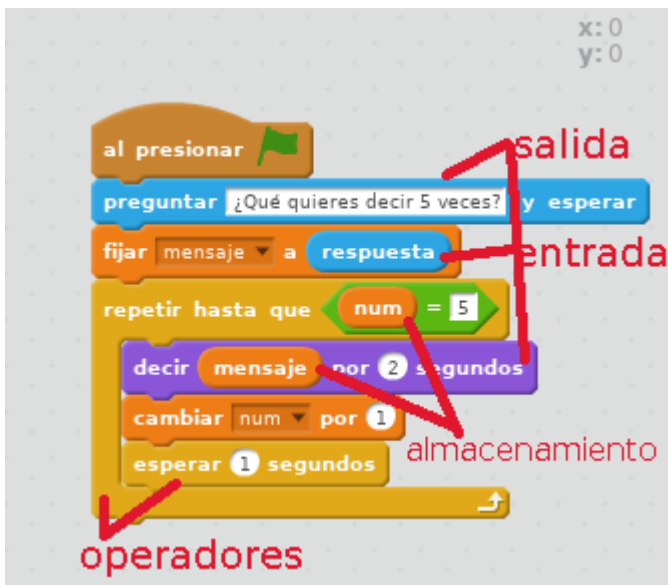 x: 0
y: 0
al presionar
salida
preguntar ¿Qué quieres decir 5 veces? y esperar
fijar mensaje a respuesta
entrada
repetir hasta que num = 5
decir mensaje por 2 segundos
cambiar num por 1
almacenamiento
esperar 1 segundos
operadores